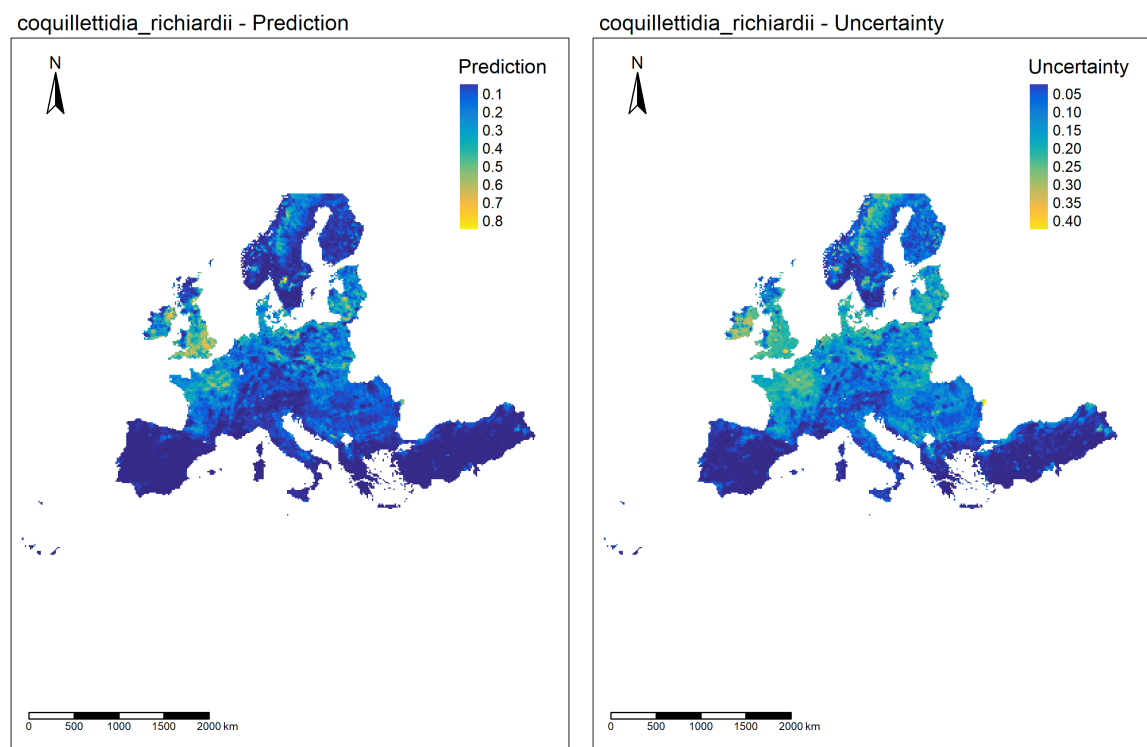 coquillettidia_richiardii - Prediction
N
Prediction
0.1
0.2
0.3
0.4
0.5
0.6
0.7
0.8
0 500 1000 1500 2000 km
coquillettidia_richiardii - Uncertainty
N
Uncertainty
0.05
0.10
0.15
0.20
0.25
0.30
0.35
0.40
0 500 1000 1500 2000 km